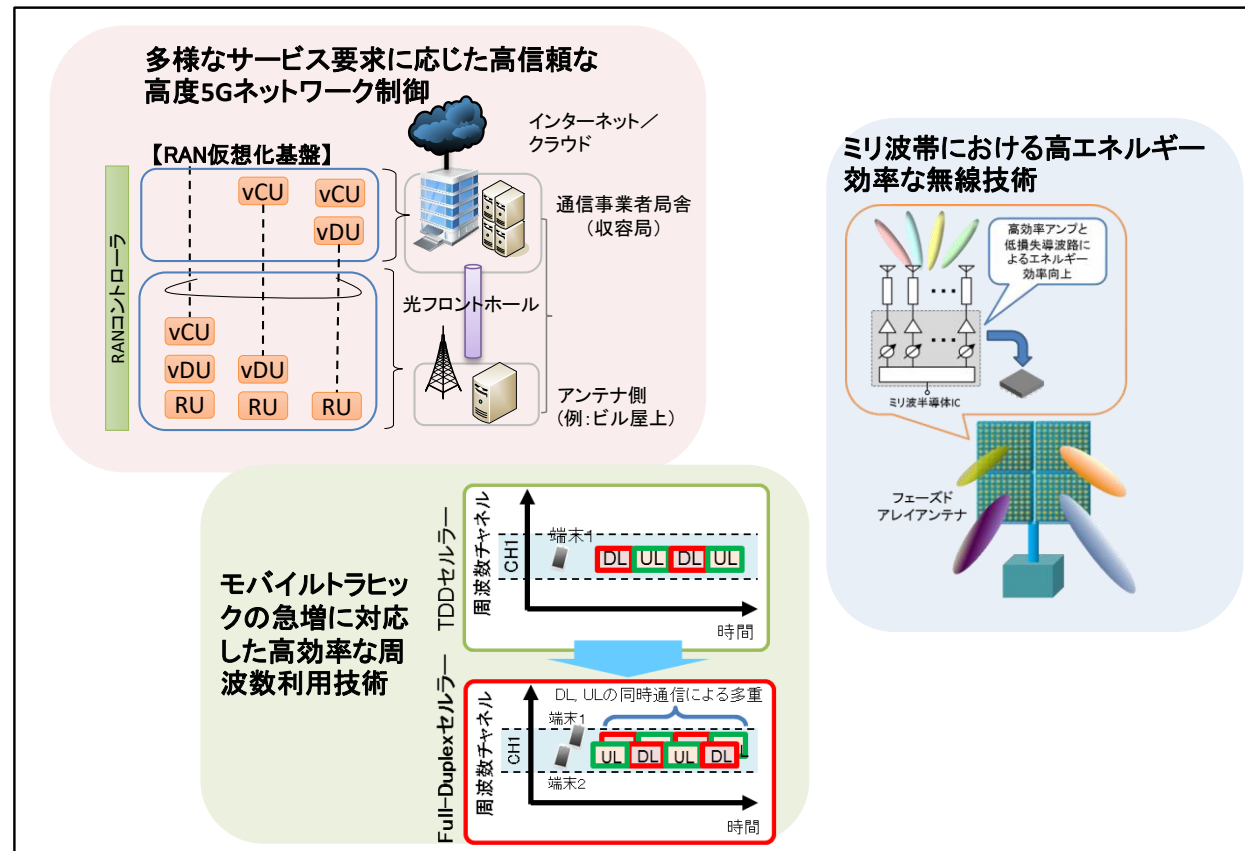 多様なサービス要求に応じた高信頼な
高度5Gネットワーク制御
【RAN仮想化基盤】
RANコントローラ
vCU
vCU
vDU
vCU
vDU
RU
vDU
RU
RU
インターネット／
クラウド
通信事業者局舎
（収容局）
光フロントホール
アンテナ側
（例:ビル屋上）
ミリ波帯における高エネルギー
効率な無線技術
高効率アンプと
低損失導波路に
よるエネルギー
効率向上
ミリ波半導体IC
フェーズド
アレイアンテナ
モバイルトラヒッ
クの急増に対応
した高効率な周
波数利用技術
TDDセルラー
周波数チャネル
CH1
端末1
DL UL DL UL
時間
Full-Duplexセルラー
周波数チャネル
CH1
DL, ULの同時通信による多重
端末1
UL DL UL DL
端末2
時間